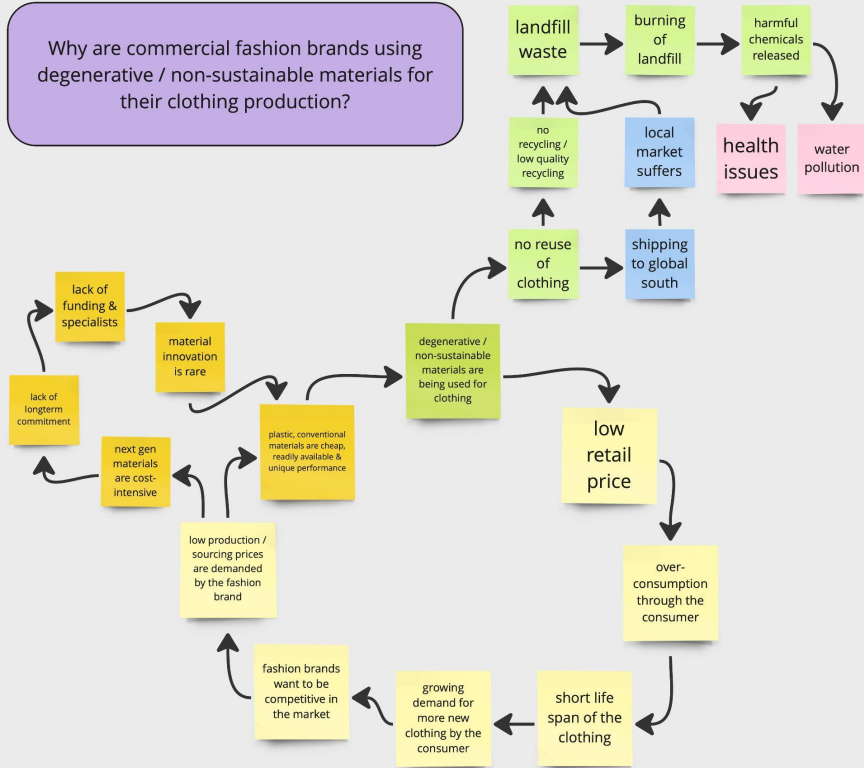 Why are commercial fashion brands using
degenerative / non-sustainable materials for
their clothing production?
landfill
waste
burning
of
landfill
harmful
chemicals
released
no
recycling /
low quality
recycling
local
market
suffers
health
issues
water
pollution
no reuse
of
clothing
shipping
to global
south
lack of
funding &
specialists
material
innovation
is rare
degenerative /
non-sustainable
materials are
being used for
clothing
lack of
longterm
commitment
next gen
materials
are cost-
intensive
plastic, conventional
materials are cheap,
readily available &
unique performance
low
retail
price
low production /
sourcing prices
are demanded
by the fashion
brand
over-
consumption
through the
consumer
fashion brands
want to be
competitive in
the market
growing
demand for
more new
clothing by the
consumer
short life
span of the
clothing